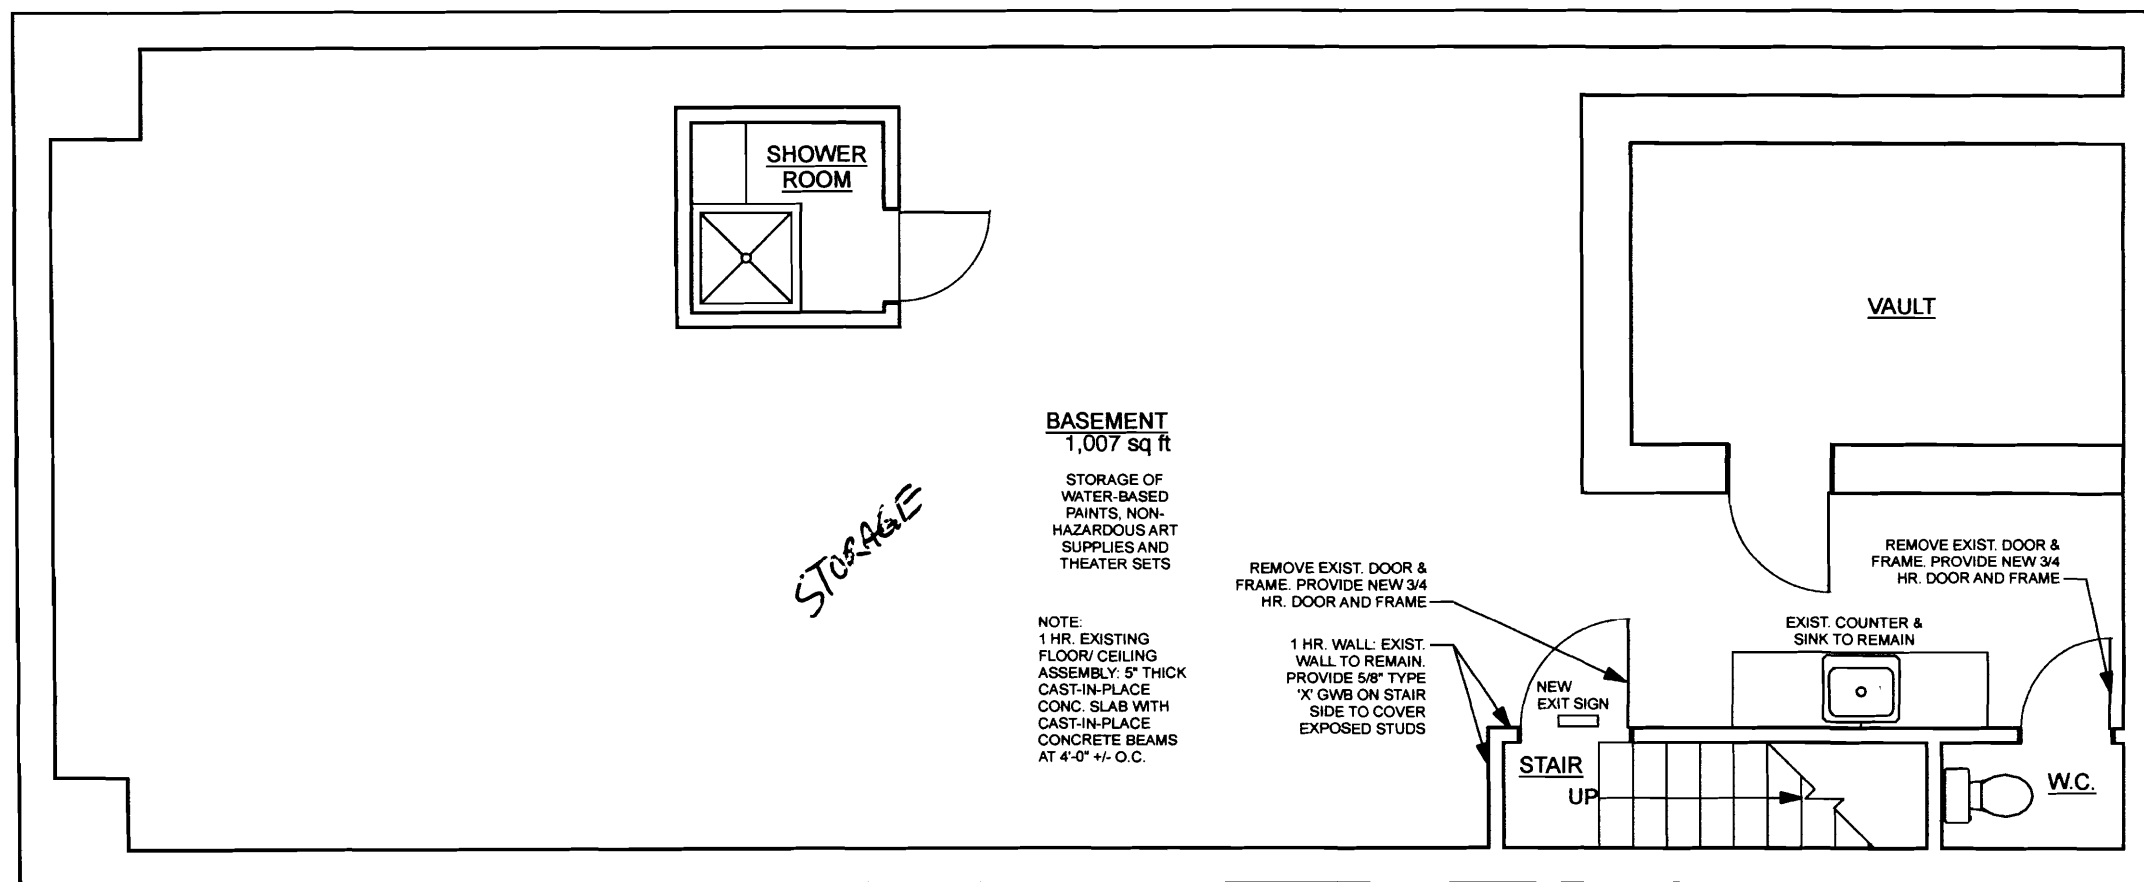 SHOWER
ROOM
VAULT
BASEMENT
1,007 sq ft
STORAGE OF
WATER-BASED
PAINTS, NON-
HAZARDOUS ART
SUPPLIES AND
THEATER SETS
STORAGE
NOTE:
1 HR. EXISTING
FLOOR/ CEILING
ASSEMBLY: 5" THICK
CAST-IN-PLACE
CONC. SLAB WITH
CAST-IN-PLACE
CONCRETE BEAMS
AT 4'-0" +/- O.C.
REMOVE EXIST. DOOR &
FRAME. PROVIDE NEW 3/4
HR. DOOR AND FRAME
1 HR. WALL: EXIST.
WALL TO REMAIN.
PROVIDE 5/8" TYPE
'X' GWB ON STAIR
SIDE TO COVER
EXPOSED STUDS
NEW
EXIT SIGN
REMOVE EXIST. DOOR &
FRAME. PROVIDE NEW 3/4
HR. DOOR AND FRAME
EXIST. COUNTER &
SINK TO REMAIN
STAIR
UP
W.C.